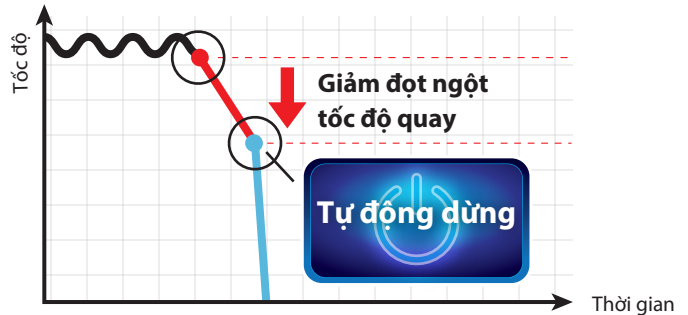 Tốc độ
Giảm đọt ngột
tốc độ quay
Tự động dừng
Thời gian